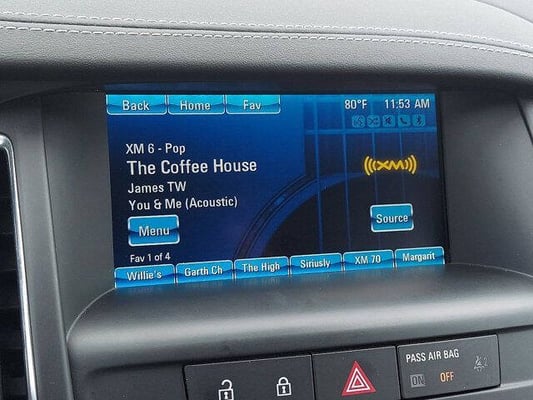 Back Home Fav 80°F 11:53 AM
XM 6 - Pop
The Coffee House
((XM))
James TW
You & Me (Acoustic)
Menu Source
Fav 1 of 4
Willie's Garth Ch The High Siriusly XM 70 Margarit
PASS AIR BAG
ON OFF